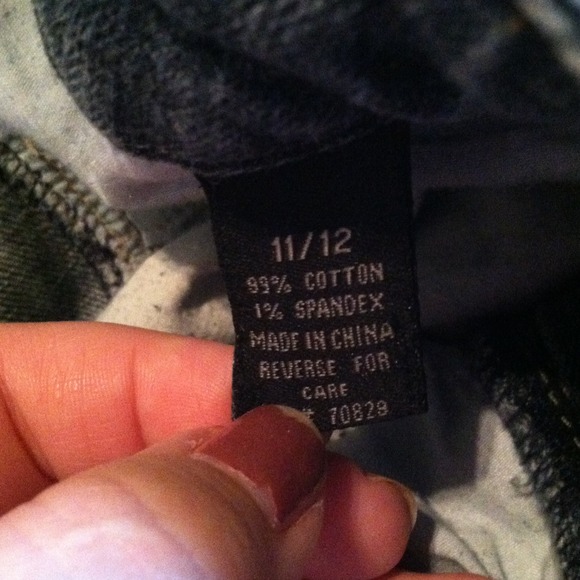 11/12
99% COTTON
1% SPANDEX
MADE IN CHINA
REVERSE FOR
CARE
# 70829